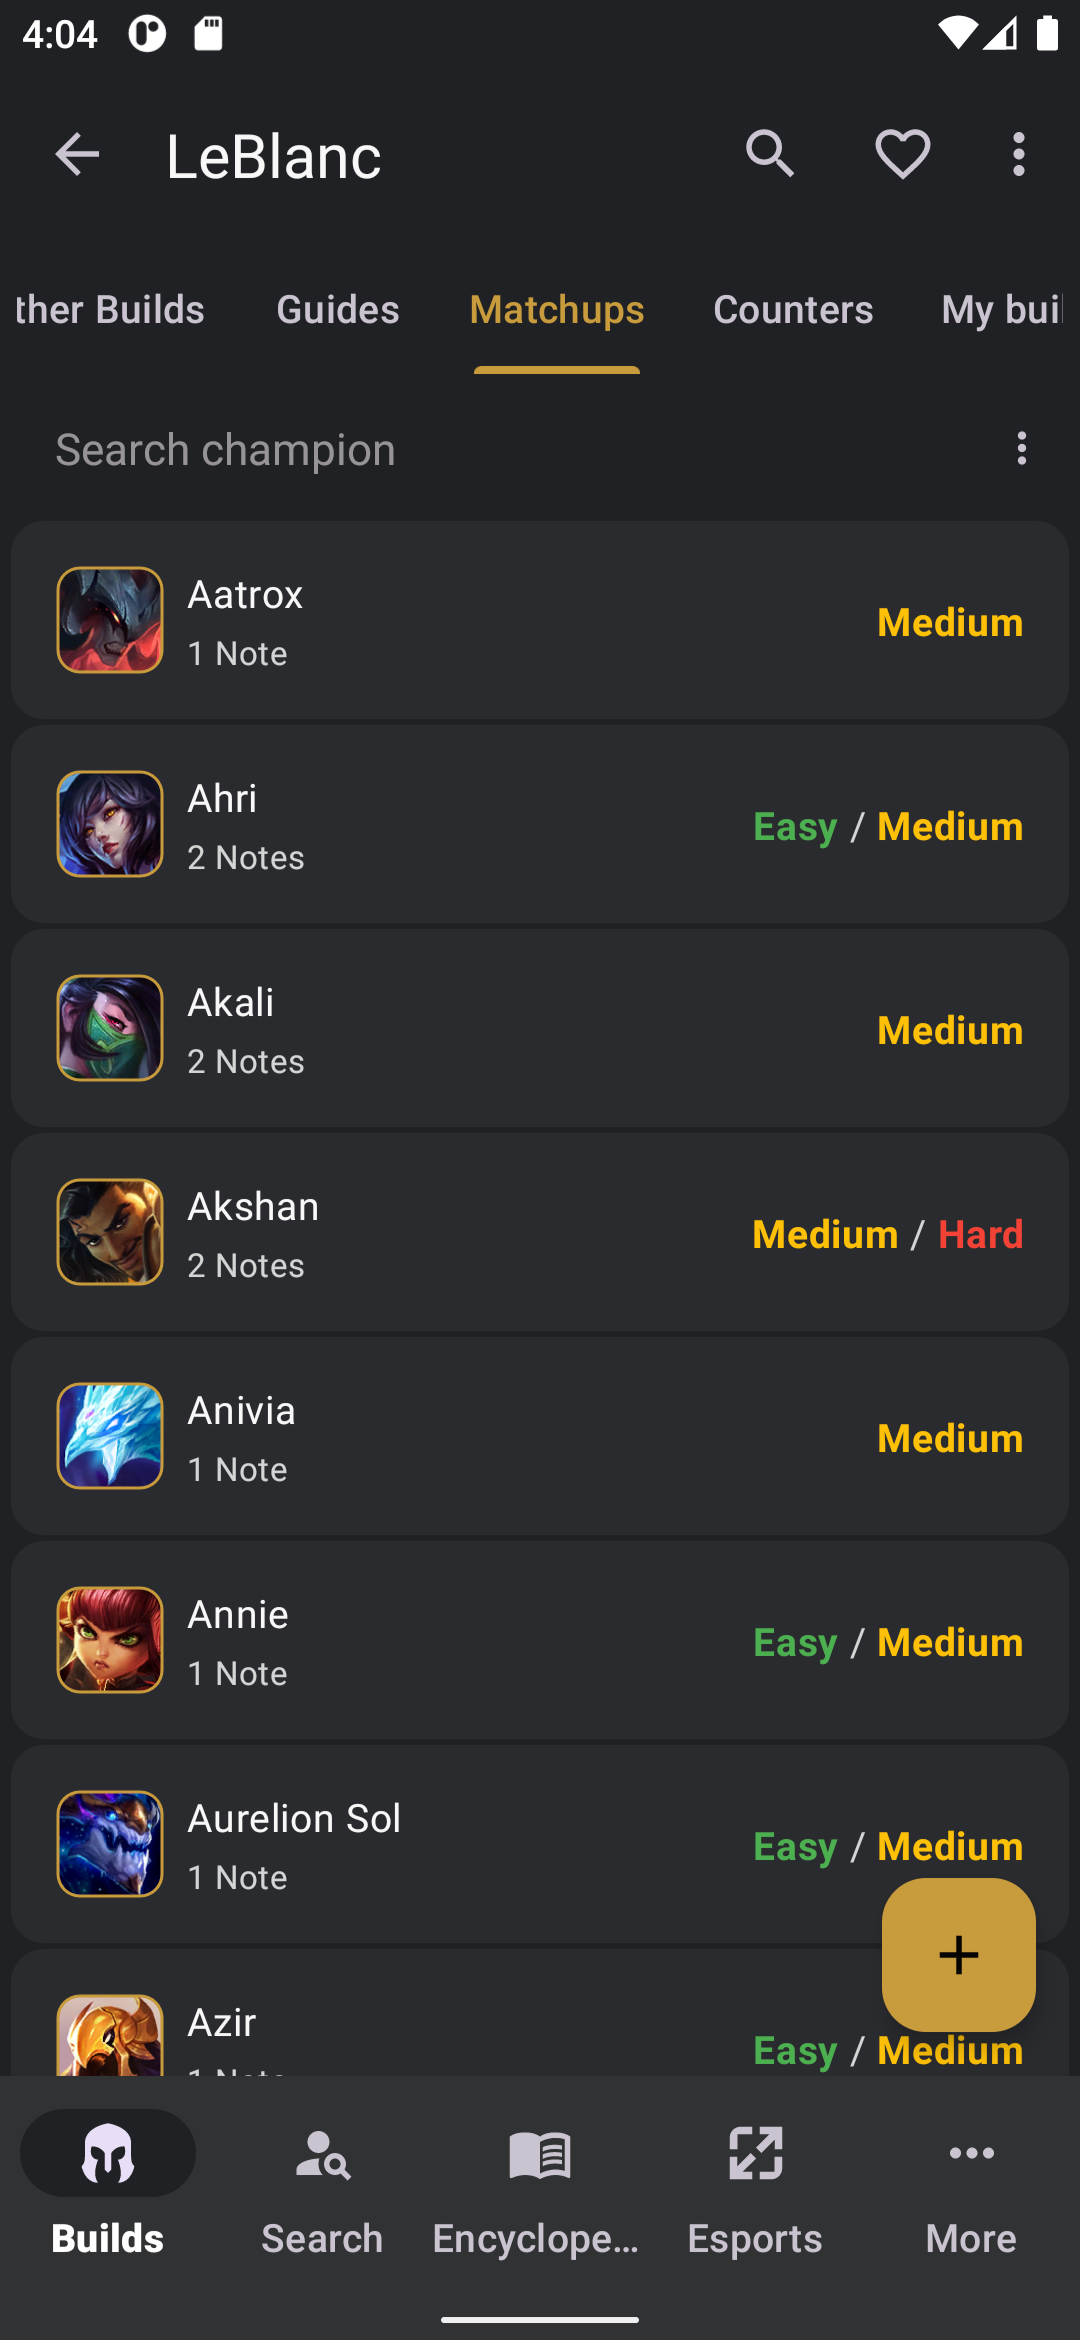 4:04
LeBlanc
ther Builds Guides Matchups Counters My bui
Search champion
Aatrox
1 Note
Medium
Ahri
2 Notes
Easy / Medium
Akali
2 Notes
Medium
Akshan
2 Notes
Medium / Hard
Anivia
1 Note
Medium
Annie
1 Note
Easy / Medium
Aurelion Sol
1 Note
Easy / Medium
Azir
1 Note
Easy / Medium
Builds Search Encyclope... Esports More